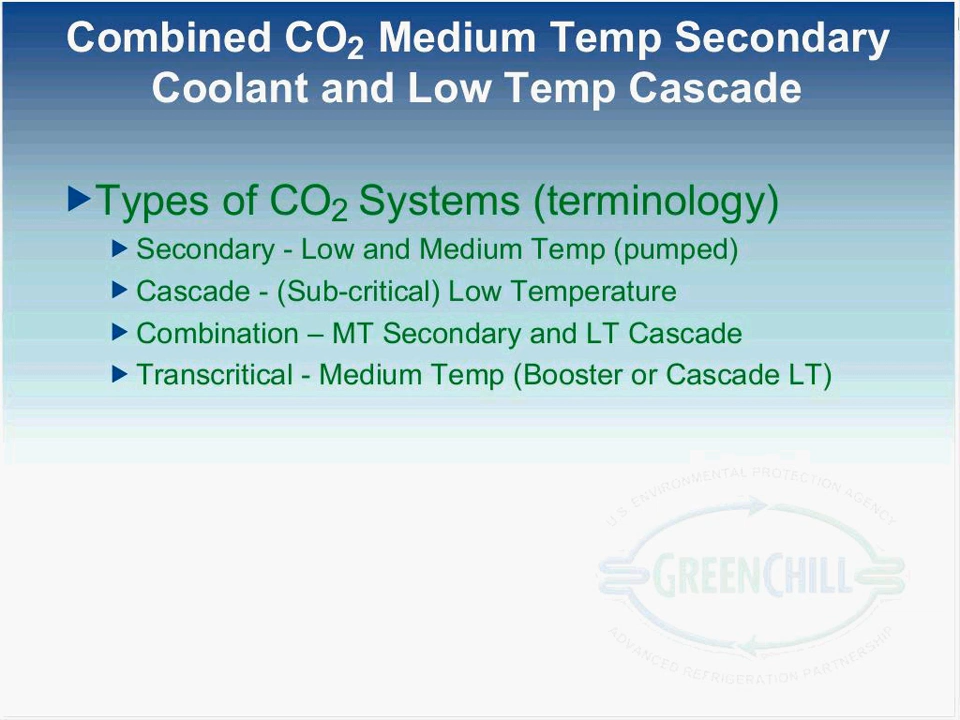 Combined CO₂ Medium Temp Secondary
Coolant and Low Temp Cascade
Types of CO₂ Systems (terminology)
Secondary - Low and Medium Temp (pumped)
Cascade - (Sub-critical) Low Temperature
Combination – MT Secondary and LT Cascade
Transcritical - Medium Temp (Booster or Cascade LT)
U.S. ENVIRONMENTAL PROTECTION AGENCY
GREENCHILL
ADVANCED REFRIGERATION PARTNERSHIP